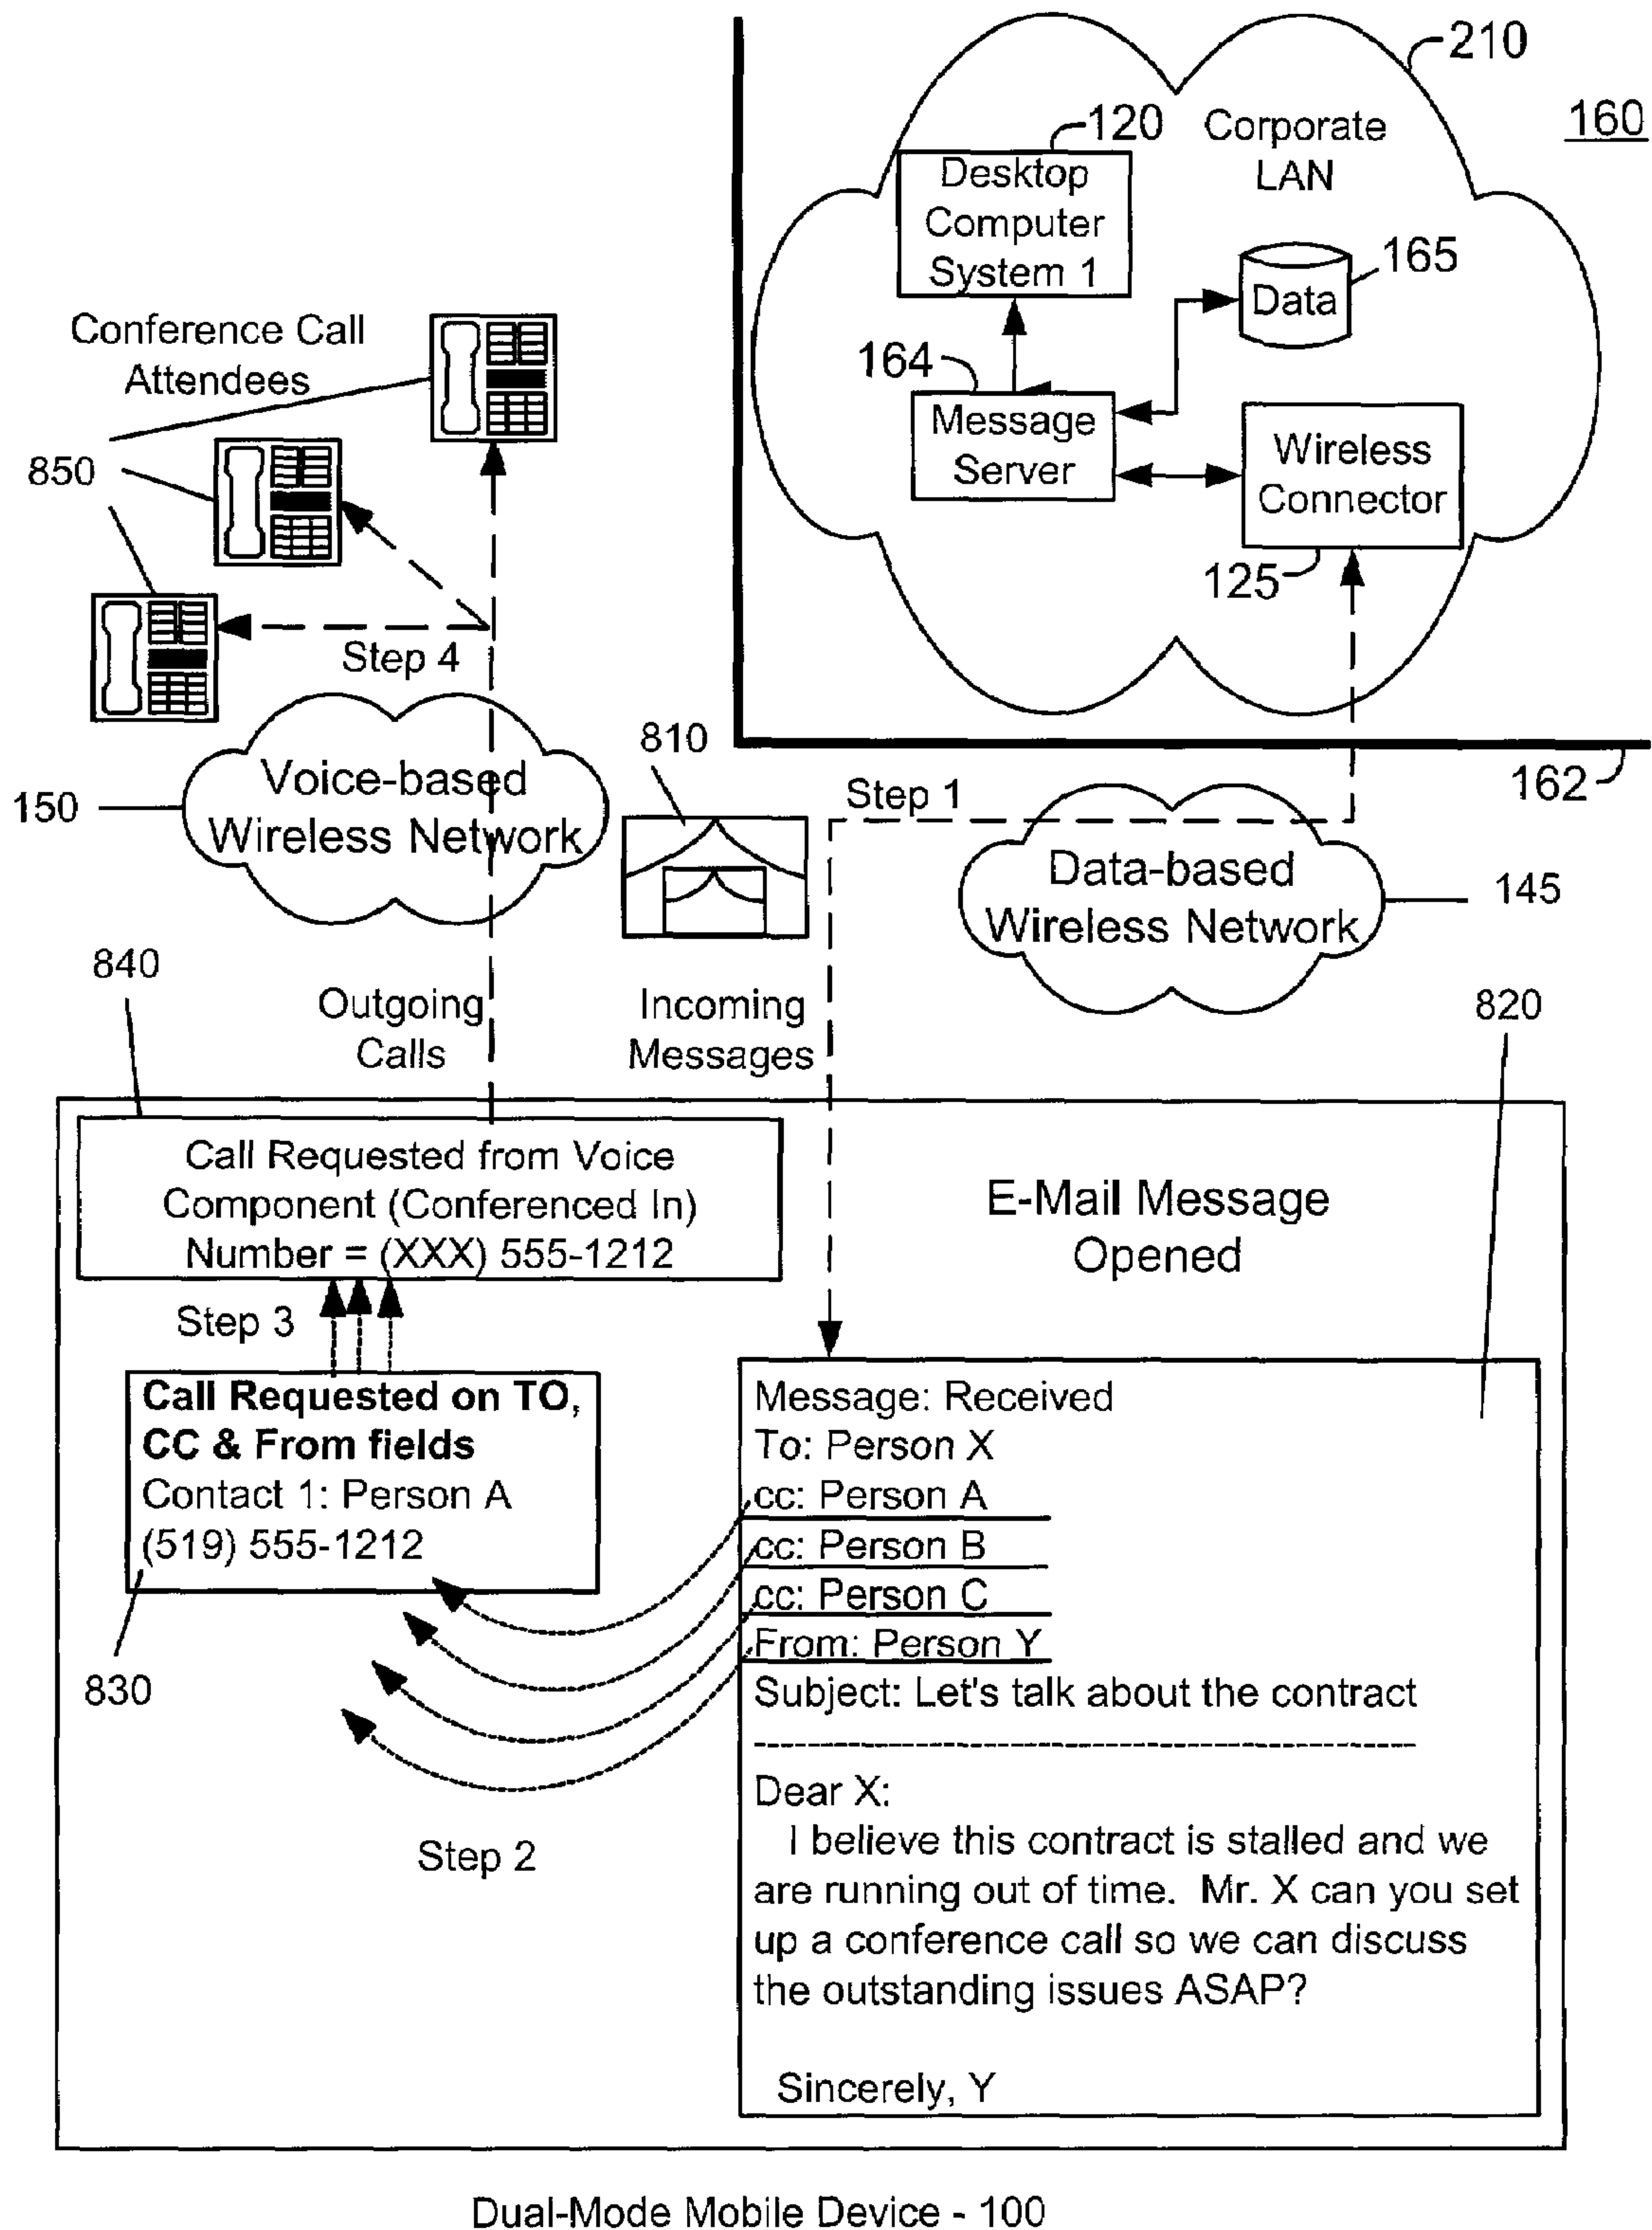 210
160
120
Corporate
LAN
Desktop
Computer
System 1
165
Data
164
Message
Server
Wireless
Connector
125
162
Conference Call
Attendees
850
Step 4
Voice-based
Wireless Network
150
810
Step 1
Data-based
Wireless Network
145
840
Outgoing
Calls
Incoming
Messages
820
Call Requested from Voice
Component (Conferenced In)
Number = (XXX) 555-1212
E-Mail Message
Opened
Step 3
Call Requested on TO,
CC & From fields
Contact 1: Person A
(519) 555-1212
830
Step 2
Message: Received
To: Person X
cc: Person A
cc: Person B
cc: Person C
From: Person Y
Subject: Let's talk about the contract
Dear X:
I believe this contract is stalled and we
are running out of time. Mr. X can you set
up a conference call so we can discuss
the outstanding issues ASAP?
Sincerely, Y
Dual-Mode Mobile Device - 100